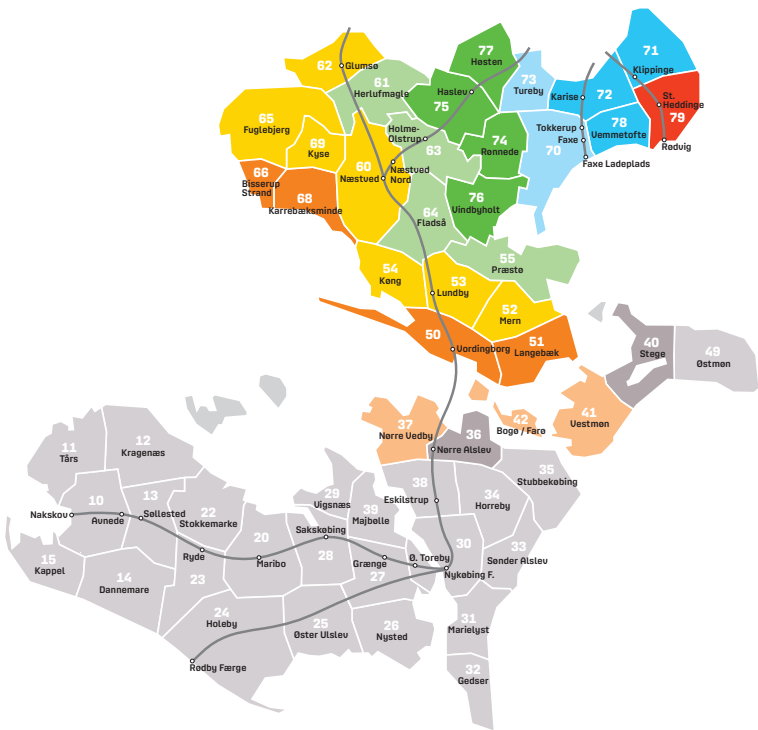 77
Høsten
71
62
Glumsø
61
Herlufmagle
73
Tureby
Klippinge
Haslev
75
Karise
72
St.
Heddinge
79
65
Fuglebjerg
69
Kyse
Holme-
Olstrup
63
74
Rønnede
Tokkerup
Faxe
70
78
Vemmetofte
Rødvig
60
Næstved
Næstved
Nord
Faxe Ladeplads
66
Bisserup
Strand
68
Karrebæksminde
76
Vindbyholt
64
Fladså
55
Præstø
54
Køng
53
Lundby
52
Mern
50
Vordingborg
51
Langebæk
40
Stege
49
Østmøn
37
Nørre Vedby
36
Nørre Alslev
42
Bogø / Farø
41
Vestmøn
11
Tårs
12
Kragenæs
35
Stubbekøbing
10
Nakskov
Avnede
13
Søllested
22
Stokkemarke
29
Vigsnæs
39
Majbølle
38
Eskilstrup
34
Horreby
20
Maribo
Sakskøbing
28
Ryde
Grænge
27
Ø. Toreby
30
Nykøbing F.
33
Sønder Alslev
15
Kappel
14
Dannemare
23
24
Holeby
25
Øster Ulslev
26
Nysted
31
Marielyst
Rødby Færge
32
Gedser